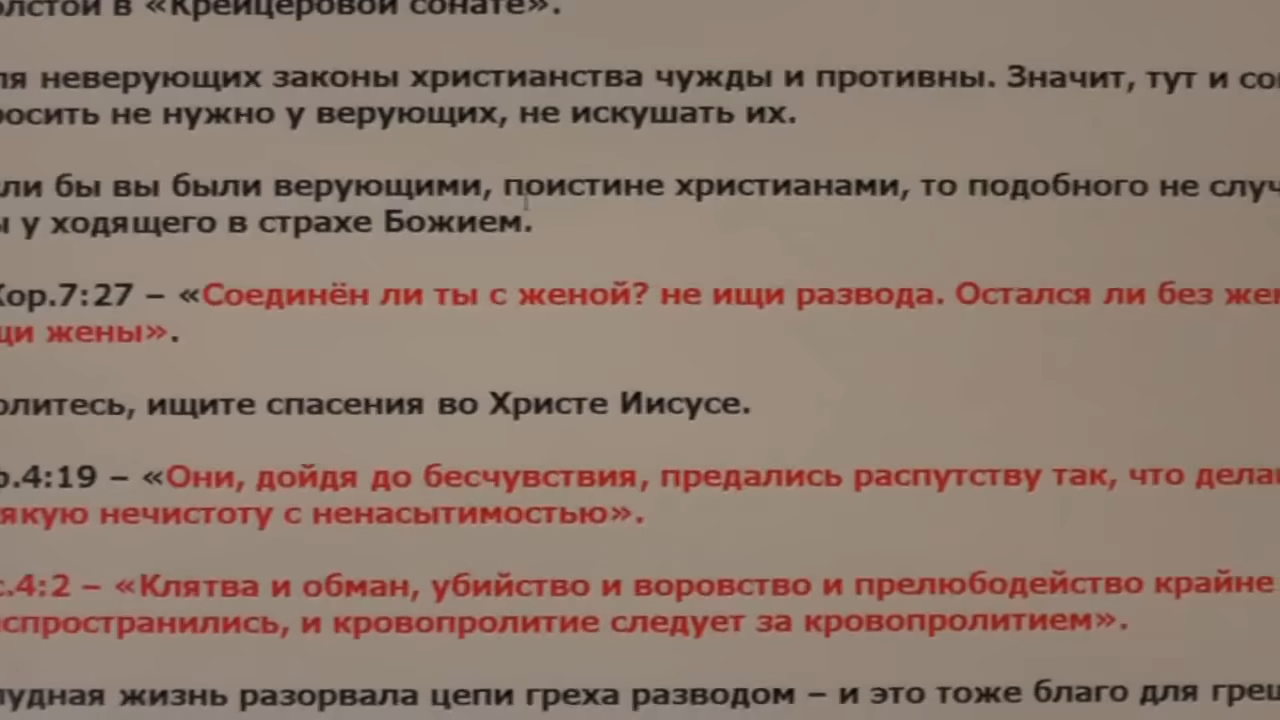 олстой в «Крейцеровой сонате».
ля неверующих законы христианства чужды и противны. Значит, тут и со
росить не нужно у верующих, не искушать их.
ли бы вы были верующими, поистине христианами, то подобного не случ
ы у ходящего в страхе Божием.
Кор.7:27 – «Соединён ли ты с женой? не ищи развода. Остался ли без же
щи жены».
олитесь, ищите спасения во Христе Иисусе.
ф.4:19 – «Они, дойдя до бесчувствия, предались распутству так, что дела
сякую нечистоту с ненасытимостью».
с.4:2 – «Клятва и обман, убийство и воровство и прелюбодейство крайне
спространились, и кровопролитие следует за кровопролитием».
лудная жизнь разорвала цепи греха разводом – и это тоже благо для греш